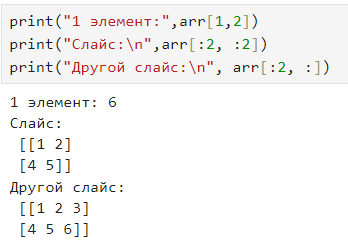 print("1 элемент:",arr[1,2])
print("Слайс:\n",arr[:2, :2])
print("Другой слайс:\n", arr[:2, :])
1 элемент: 6
Слайс:
 [[1 2]
 [4 5]]
Другой слайс:
 [[1 2 3]
 [4 5 6]]